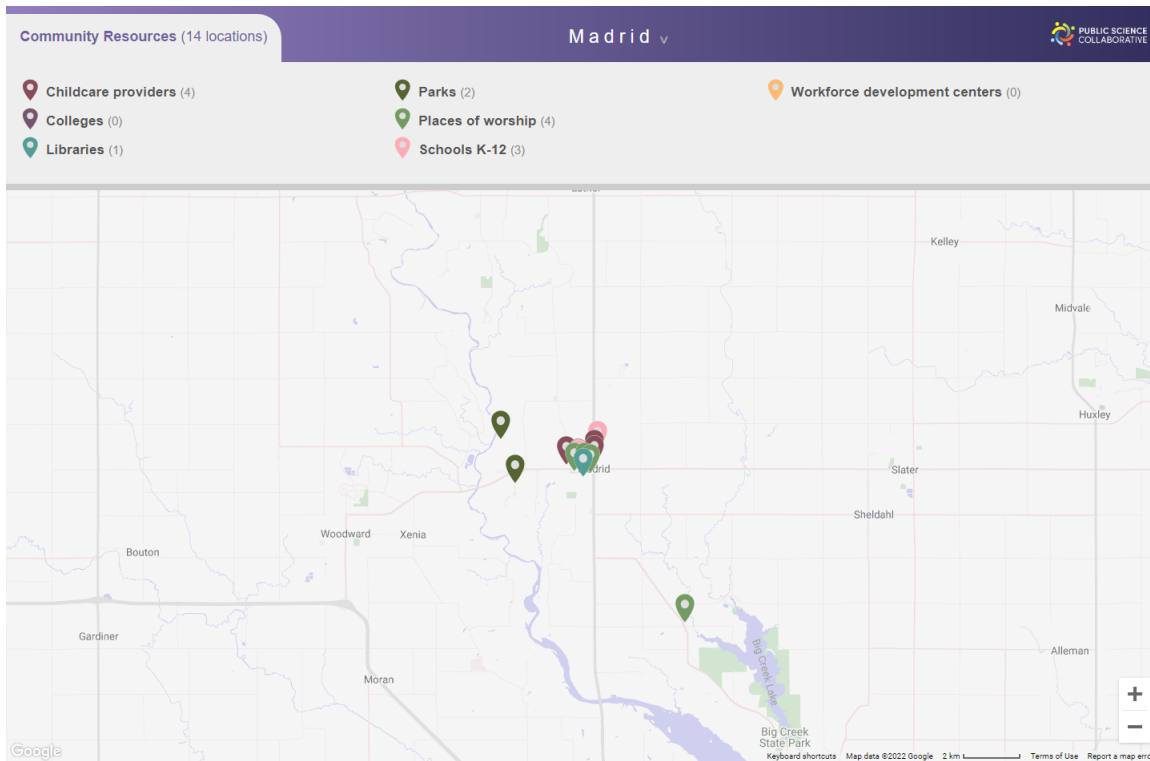 Community Resources (14 locations)
Madrid v
PUBLIC SCIENCE
COLLABORATIVE
Childcare providers (4)
Parks (2)
Workforce development centers (0)
Colleges (0)
Places of worship (4)
Libraries (1)
Schools K-12 (3)
Kelley
Midvale
Huxley
Slater
Sheldahl
Woodward
Xenia
Bouton
Gardiner
Alleman
Moran
Big Creek Lake
Big Creek
State Park
Google
Keyboard shortcuts
Map data ©2022 Google
2 km
Terms of Use
Report a map erro